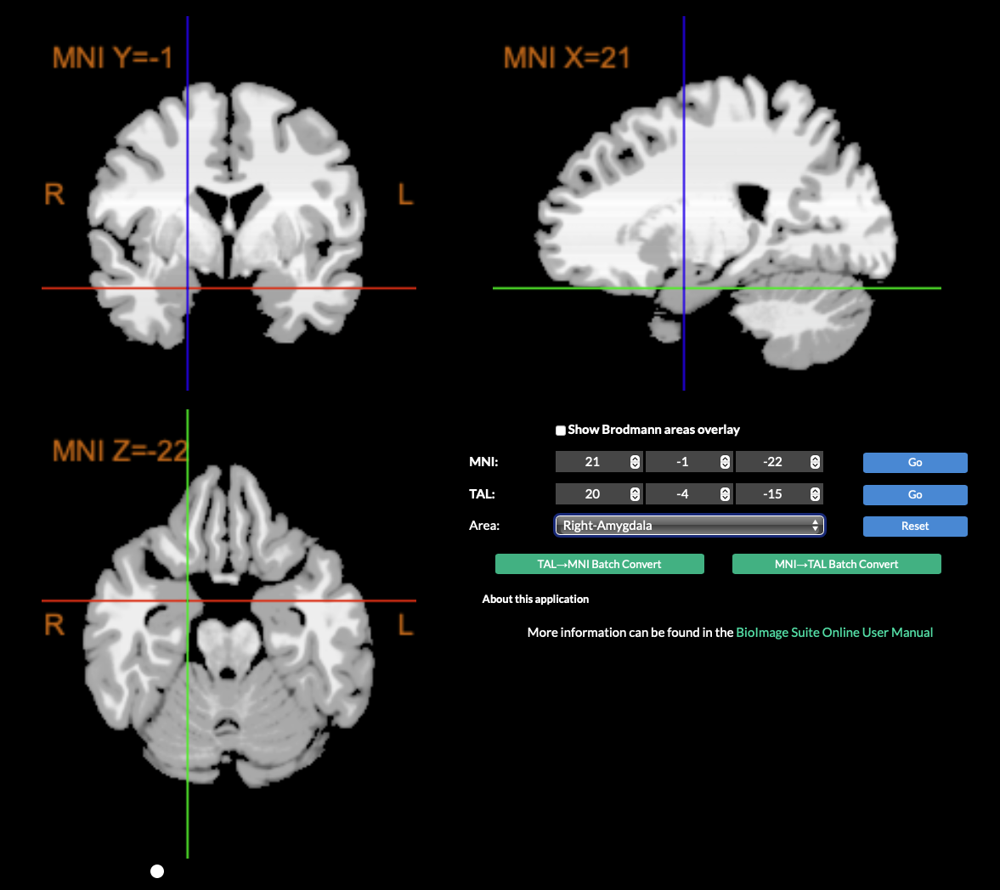 MNI Y=-1
MNI X=21
R
L
MNI Z=-22
R
L
Show Brodmann areas overlay
MNI: 21 -1 -22 Go
TAL: 20 -4 -15 Go
Area: Right-Amygdala Reset
TAL→MNI Batch Convert MNI→TAL Batch Convert
About this application
More information can be found in the BioImage Suite Online User Manual